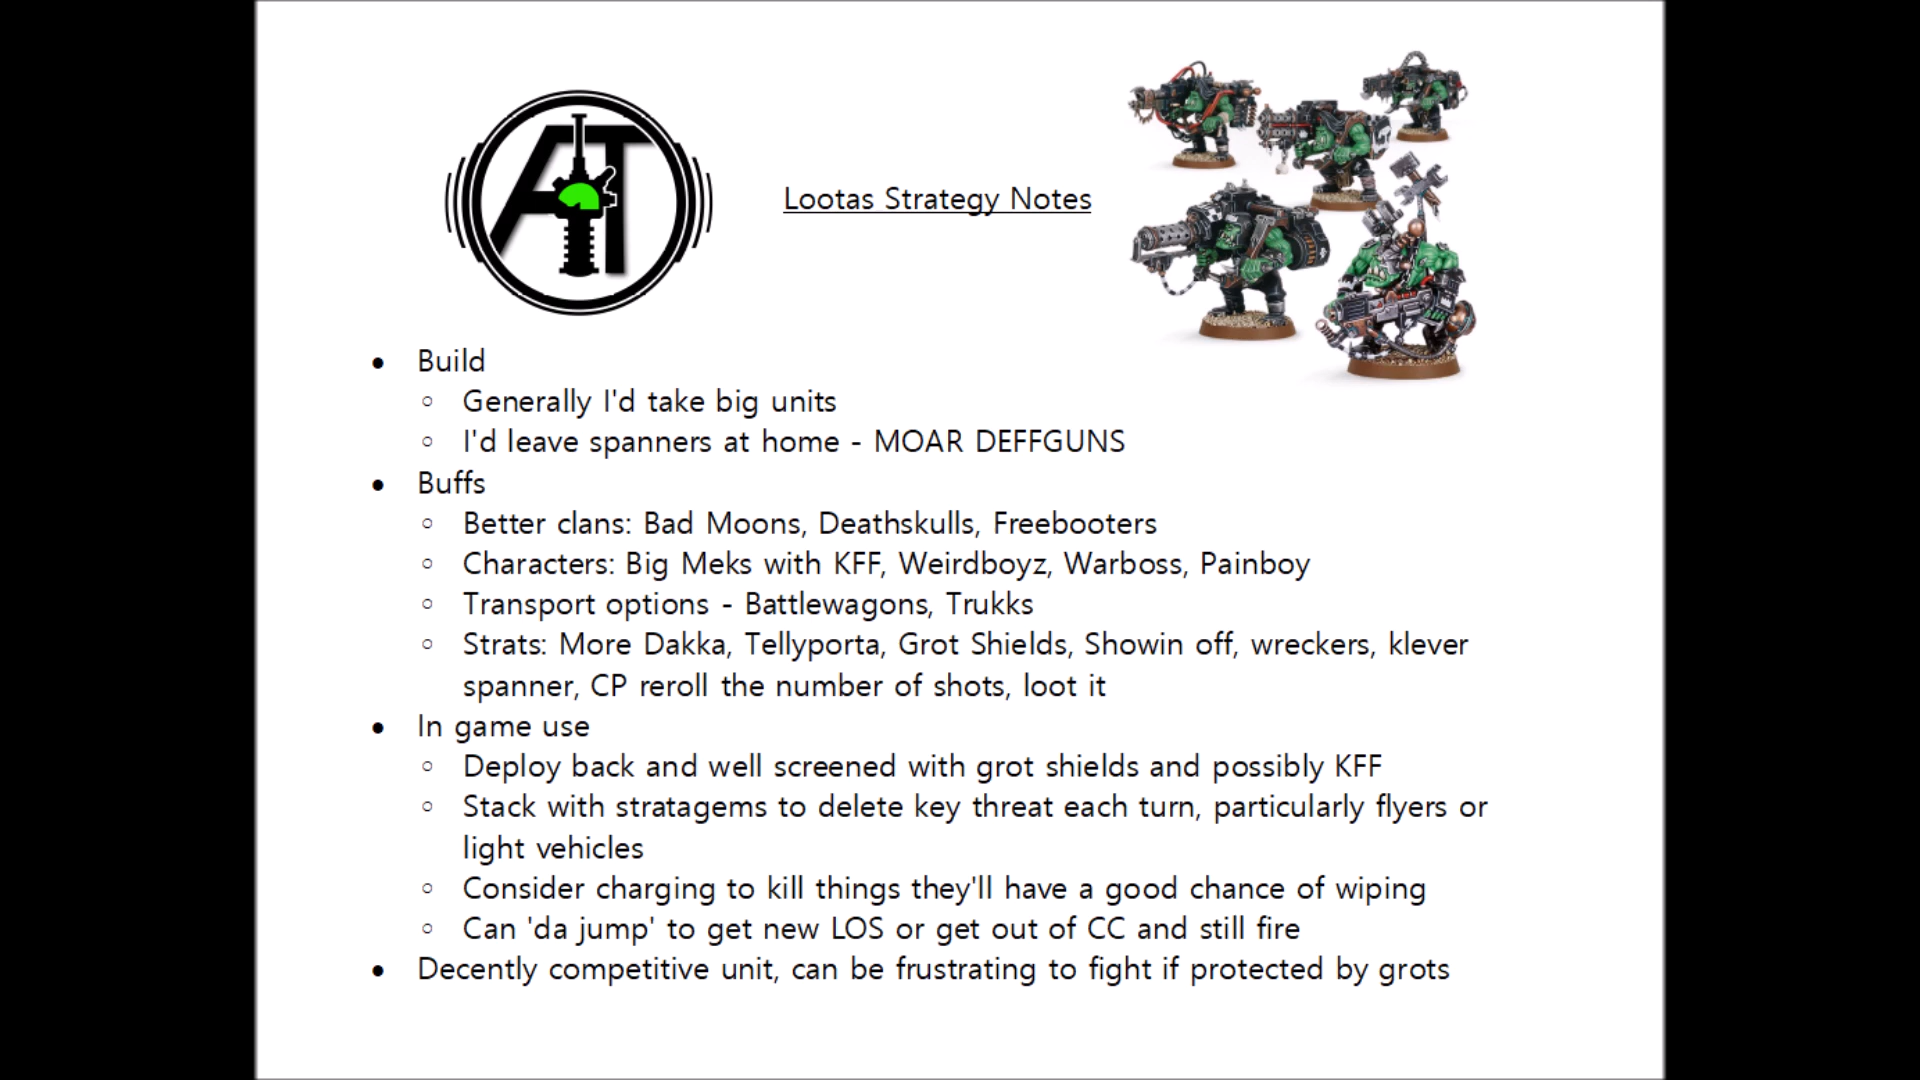 AT
Lootas Strategy Notes
• Build
○ Generally I'd take big units
○ I'd leave spanners at home - MOAR DEFFGUNS
• Buffs
○ Better clans: Bad Moons, Deathskulls, Freebooters
○ Characters: Big Meks with KFF, Weirdboyz, Warboss, Painboy
○ Transport options - Battlewagons, Trukks
○ Strats: More Dakka, Tellyporta, Grot Shields, Showin off, wreckers, klever
spanner, CP reroll the number of shots, loot it
• In game use
○ Deploy back and well screened with grot shields and possibly KFF
○ Stack with stratagems to delete key threat each turn, particularly flyers or
light vehicles
○ Consider charging to kill things they'll have a good chance of wiping
○ Can 'da jump' to get new LOS or get out of CC and still fire
• Decently competitive unit, can be frustrating to fight if protected by grots